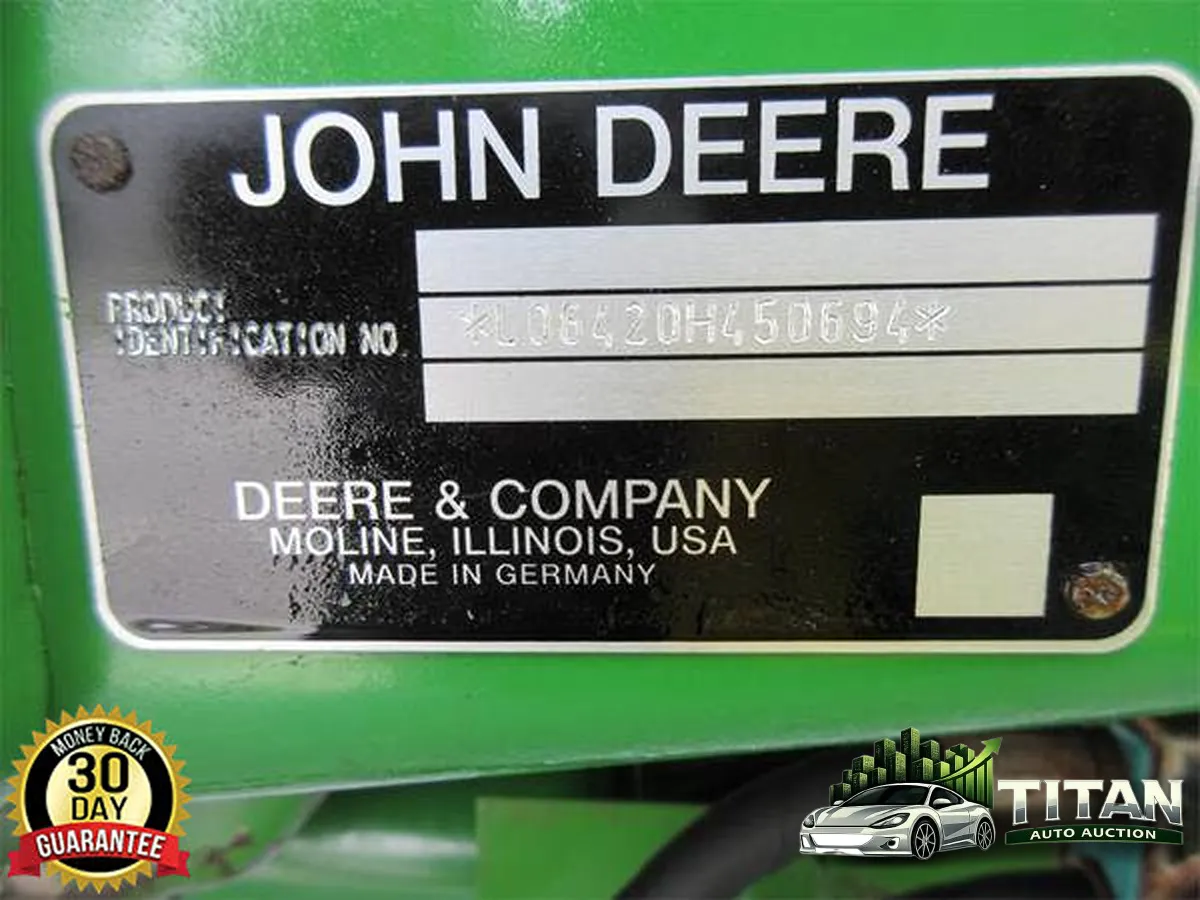 JOHN DEERE
PRODUCT
IDENTIFICATION NO
*L06420H450694*
DEERE & COMPANY
MOLINE, ILLINOIS, USA
MADE IN GERMANY
MONEY BACK
30
DAY
GUARANTEE
TITAN
AUTO AUCTION